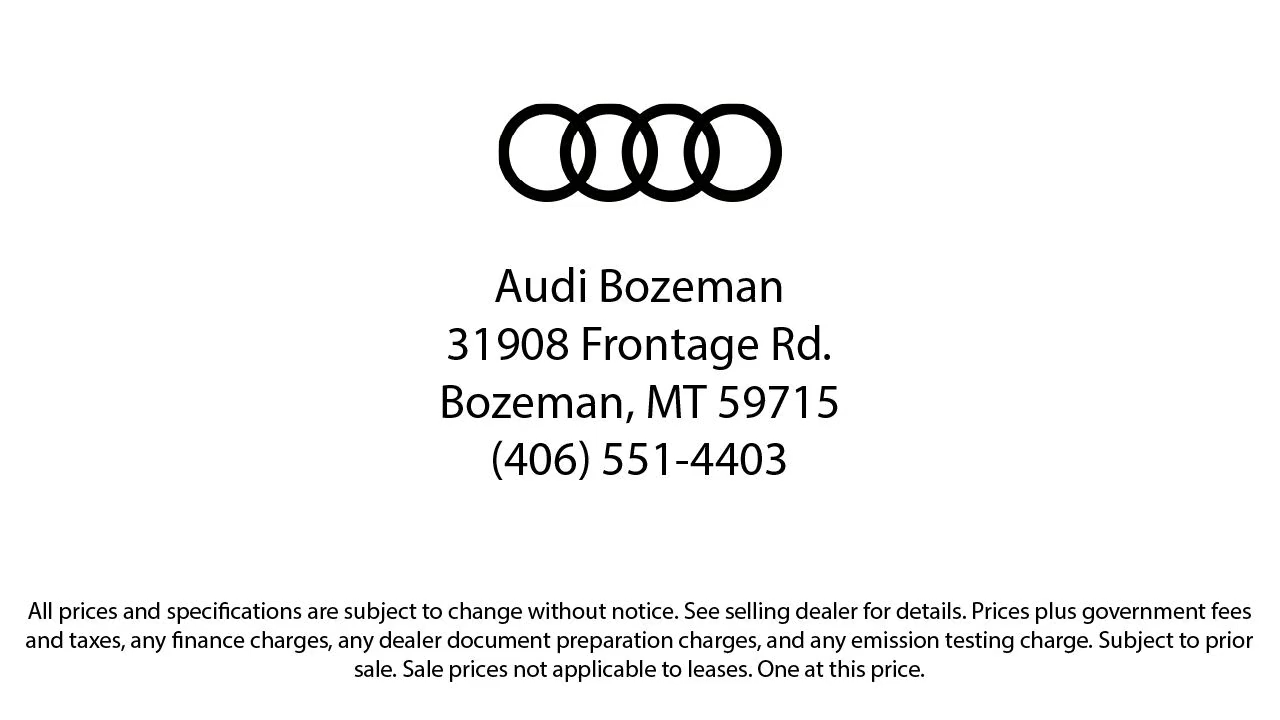 Audi Bozeman
31908 Frontage Rd.
Bozeman, MT 59715
(406) 551-4403
All prices and specifications are subject to change without notice. See selling dealer for details. Prices plus government fees
and taxes, any finance charges, any dealer document preparation charges, and any emission testing charge. Subject to prior
sale. Sale prices not applicable to leases. One at this price.